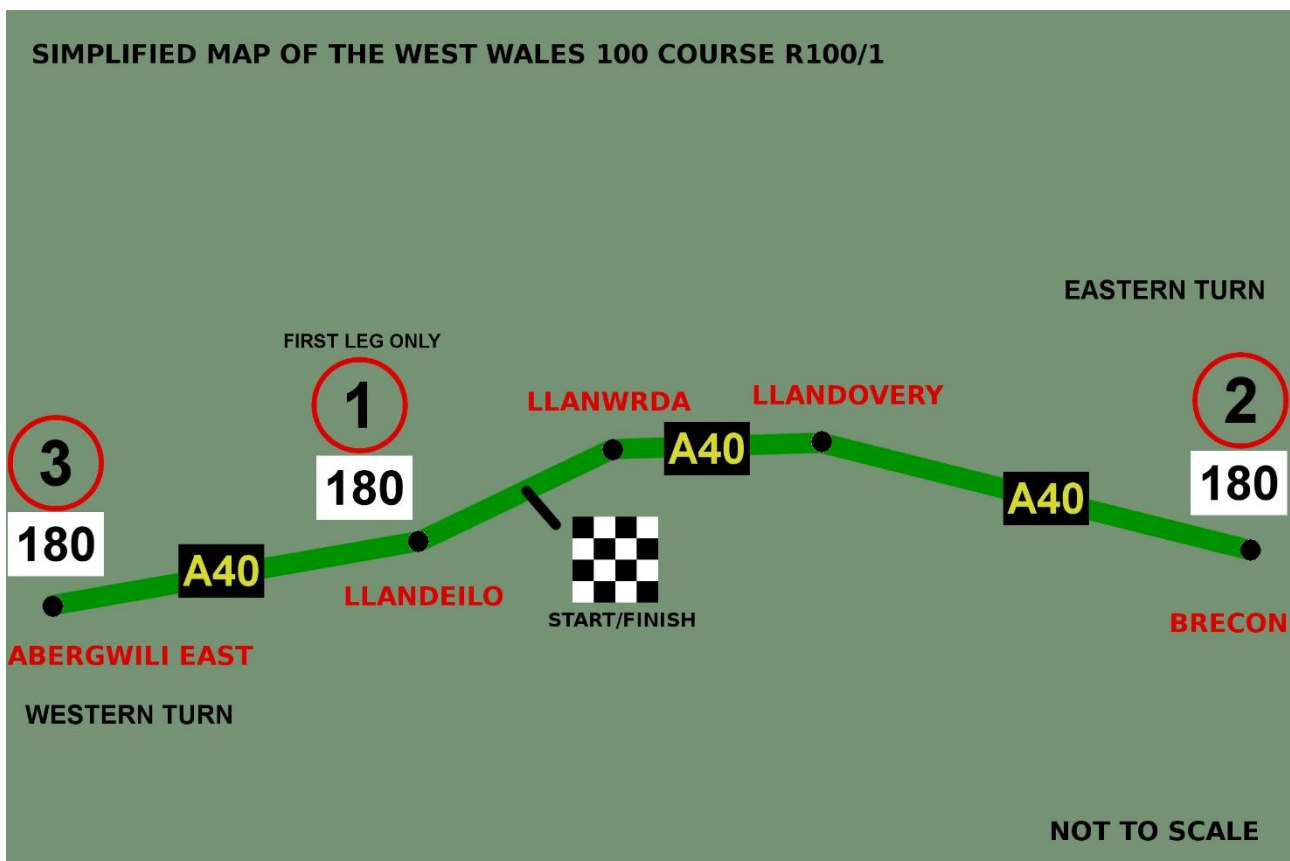 SIMPLIFIED MAP OF THE WEST WALES 100 COURSE R100/1
EASTERN TURN
FIRST LEG ONLY
1
180
LLANWRDA
LLANDOVERY
2
180
3
180
A40
A40
A40
LLANDEILO
START/FINISH
BRECON
ABERGWILI EAST
WESTERN TURN
NOT TO SCALE